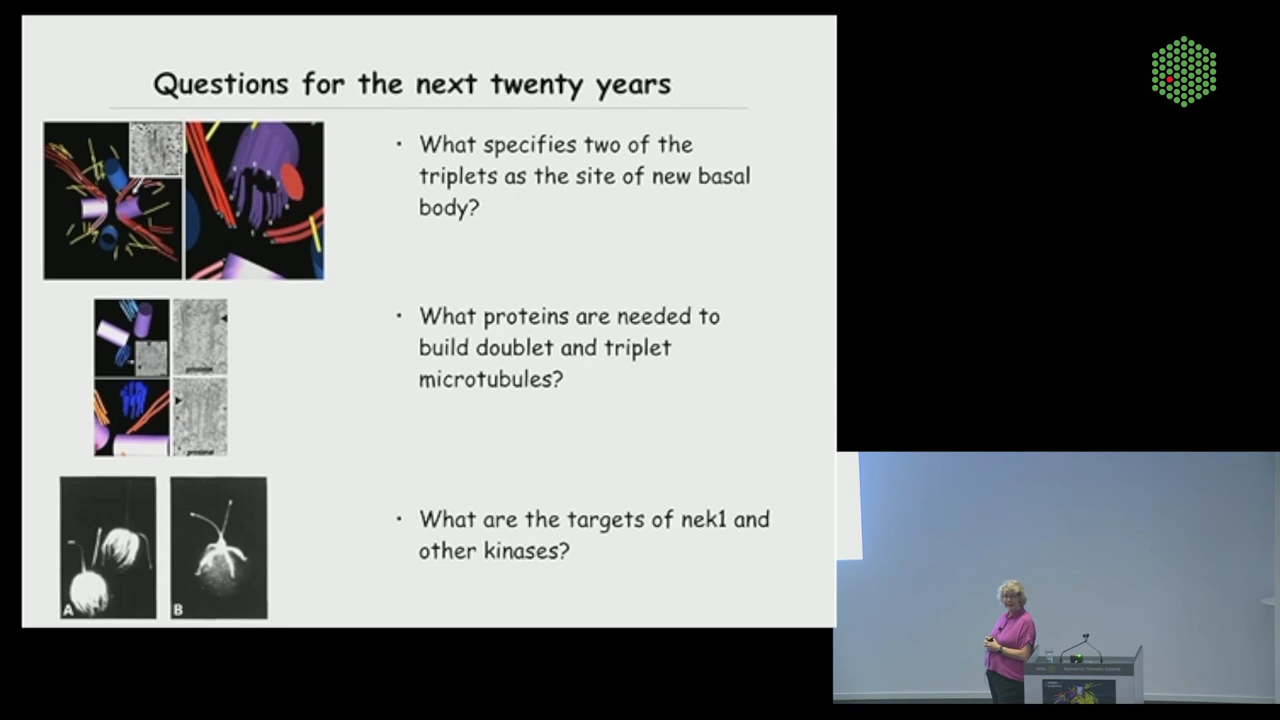 Questions for the next twenty years
• What specifies two of the
triplets as the site of new basal
body?
• What proteins are needed to
build doublet and triplet
microtubules?
proximal
proximal
• What are the targets of nek1 and
other kinases?
A
B